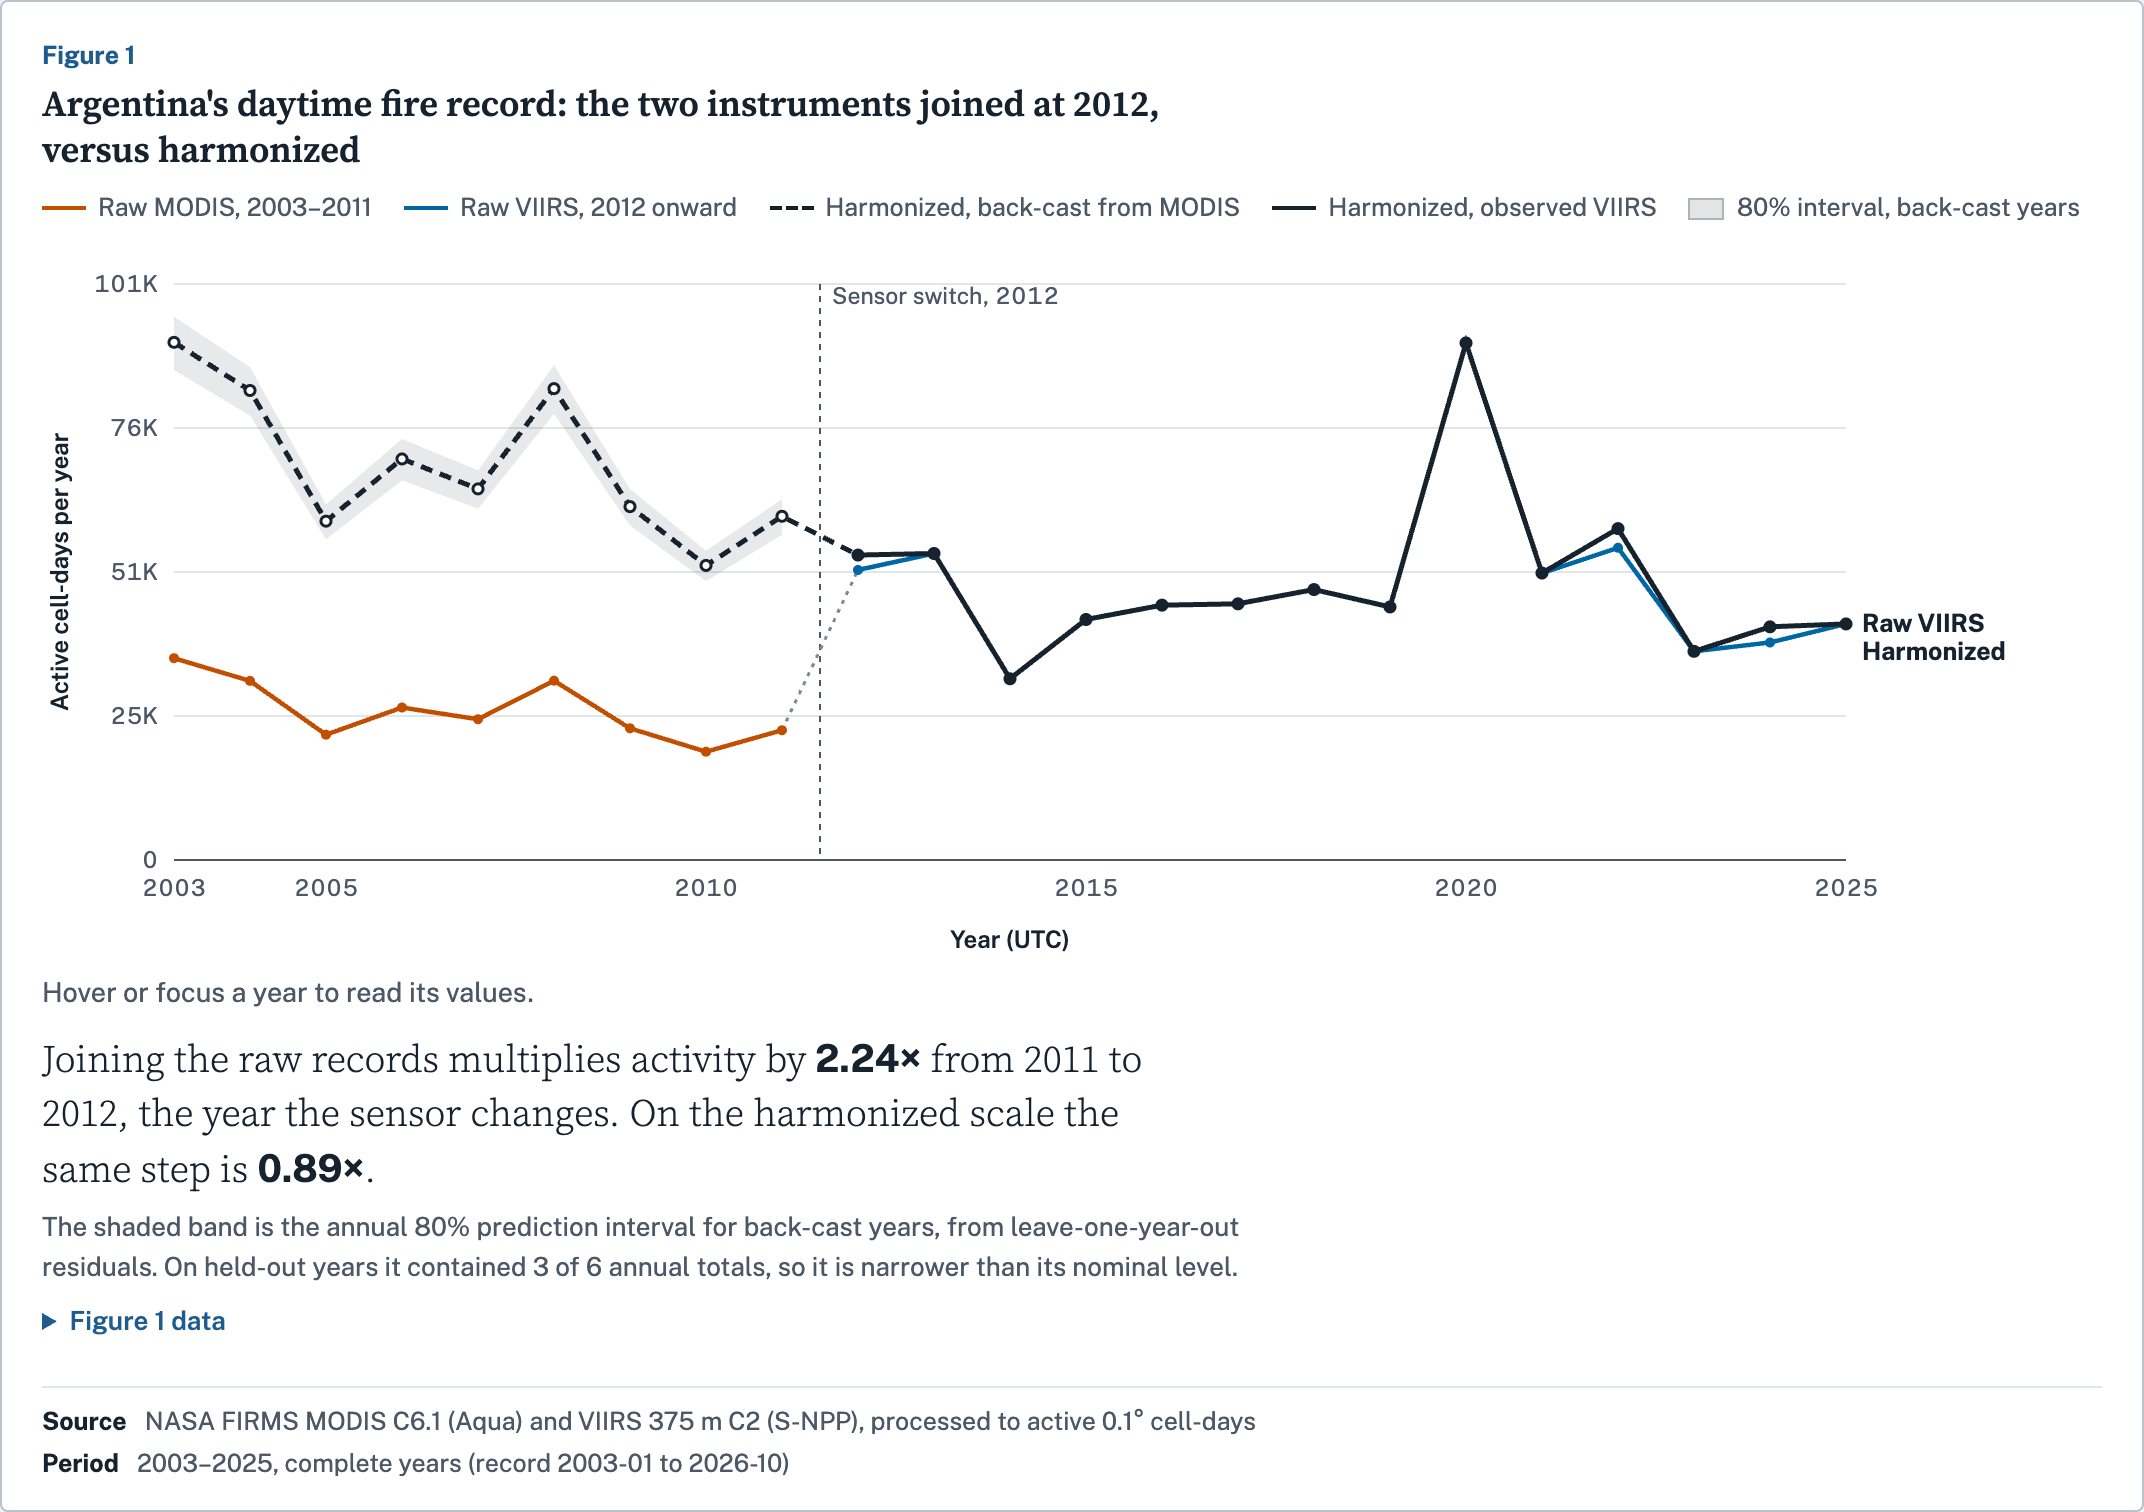 Figure 1
Argentina's daytime fire record: the two instruments joined at 2012,
versus harmonized
Raw MODIS, 2003–2011
Raw VIIRS, 2012 onward
Harmonized, back-cast from MODIS
Harmonized, observed VIIRS
80% interval, back-cast years
Active cell-days per year
101K
76K
51K
25K
0
Sensor switch, 2012
Raw VIIRS
Harmonized
2003
2005
2010
2015
2020
2025
Year (UTC)
Hover or focus a year to read its values.
Joining the raw records multiplies activity by 2.24× from 2011 to
2012, the year the sensor changes. On the harmonized scale the
same step is 0.89×.
The shaded band is the annual 80% prediction interval for back-cast years, from leave-one-year-out
residuals. On held-out years it contained 3 of 6 annual totals, so it is narrower than its nominal level.
▶ Figure 1 data
Source NASA FIRMS MODIS C6.1 (Aqua) and VIIRS 375 m C2 (S-NPP), processed to active 0.1° cell-days
Period 2003–2025, complete years (record 2003-01 to 2026-10)